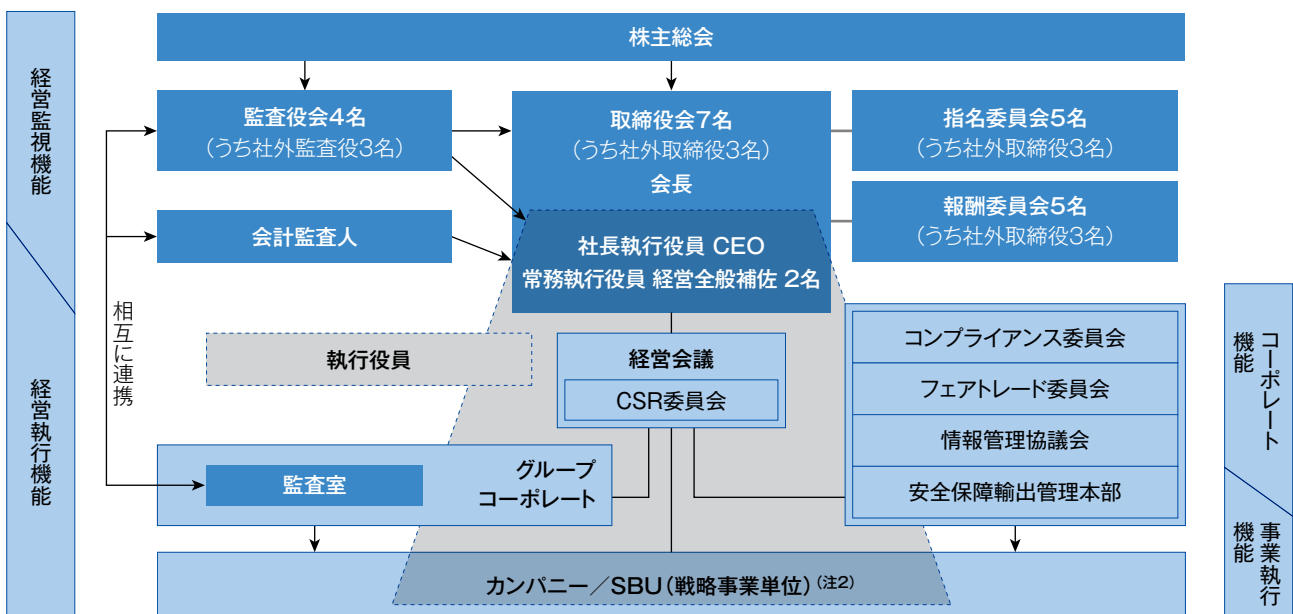 株主総会
経営監視機能
監査役会4名
(うち社外監査役3名)
取締役会7名
(うち社外取締役3名)
会長
指名委員会5名
(うち社外取締役3名)
報酬委員会5名
(うち社外取締役3名)
会計監査人
社長執行役員 CEO
常務執行役員 経営全般補佐 2名
相互に連携
執行役員
経営会議
CSR委員会
コンプライアンス委員会
フェアトレード委員会
情報管理協議会
安全保障輸出管理本部
コーポレート
機能
経営執行機能
監査室
グループ
コーポレート
カンパニー/SBU(戦略事業単位)(注2)
事業執行
機能